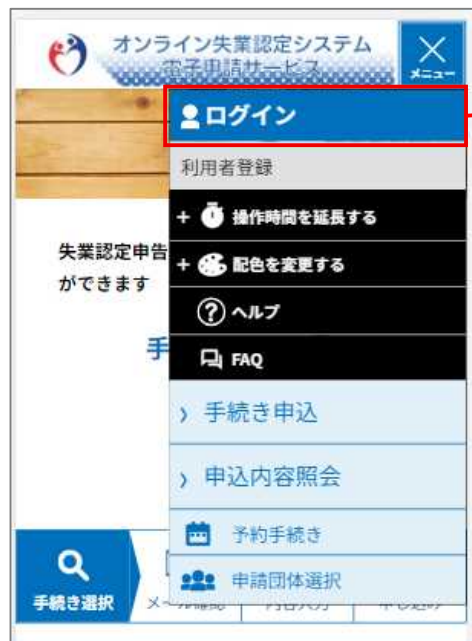 オンライン失業認定システム
電子申請サービス
メニュー
ログイン
利用者登録
+ 操作時間を延長する
失業認定申告
+ 配色を変更する
ができます
ヘルプ
手
FAQ
› 手続き申込
› 申込内容照会
予約手続き
申請団体選択
手続き選択